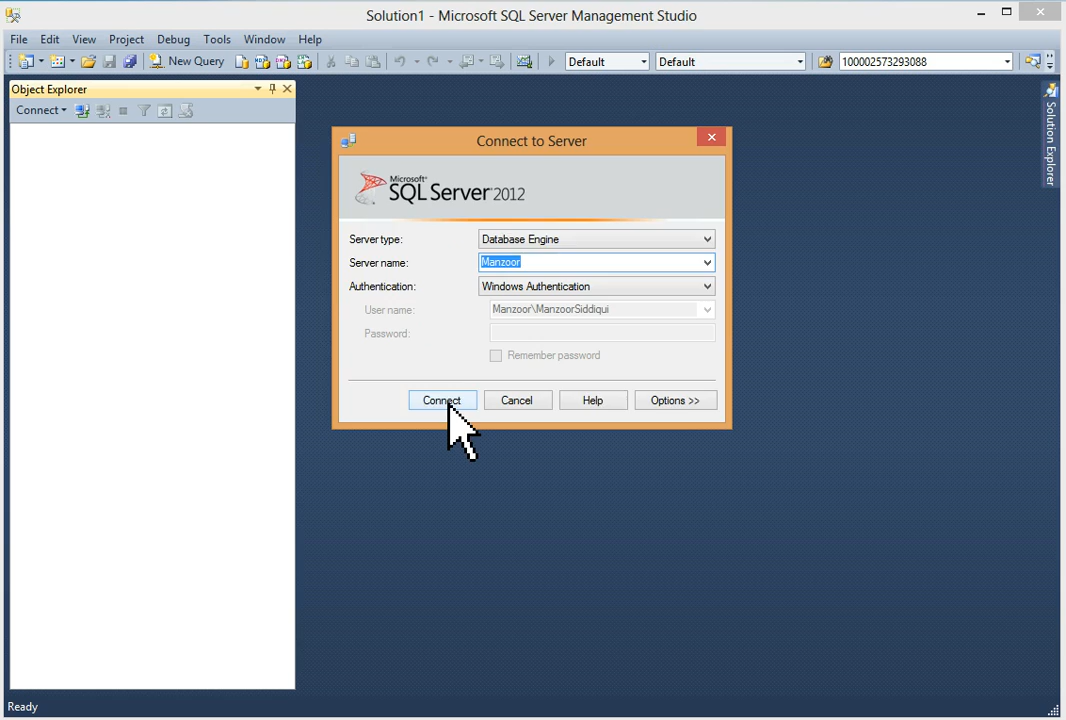 Solution1 - Microsoft SQL Server Management Studio
File Edit View Project Debug Tools Window Help
New Query Default Default 100002573293088
Object Explorer
Connect
Solution Explorer
Connect to Server
Microsoft®
SQL Server 2012
Server type: Database Engine
Server name: Manzoor
Authentication: Windows Authentication
User name: Manzoor\ManzoorSiddiqui
Password:
Remember password
Connect Cancel Help Options >>
Ready